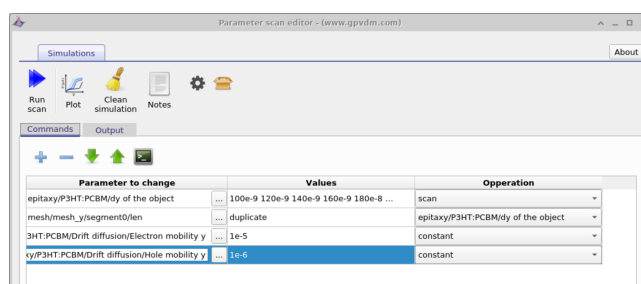 Parameter scan editor - (www.gpvdm.com)
Simulations
About
Run scan
Plot
Clean simulation
Notes
Commands
Output
Parameter to change
Values
Opperation
epitaxy/P3HT:PCBM/dy of the object
...
100e-9 120e-9 140e-9 160e-9 180e-8 ...
scan
mesh/mesh_y/segment0/len
...
duplicate
epitaxy/P3HT:PCBM/dy of the object
3HT:PCBM/Drift diffusion/Electron mobility y
...
1e-5
constant
xy/P3HT:PCBM/Drift diffusion/Hole mobility y
...
1e-6
constant